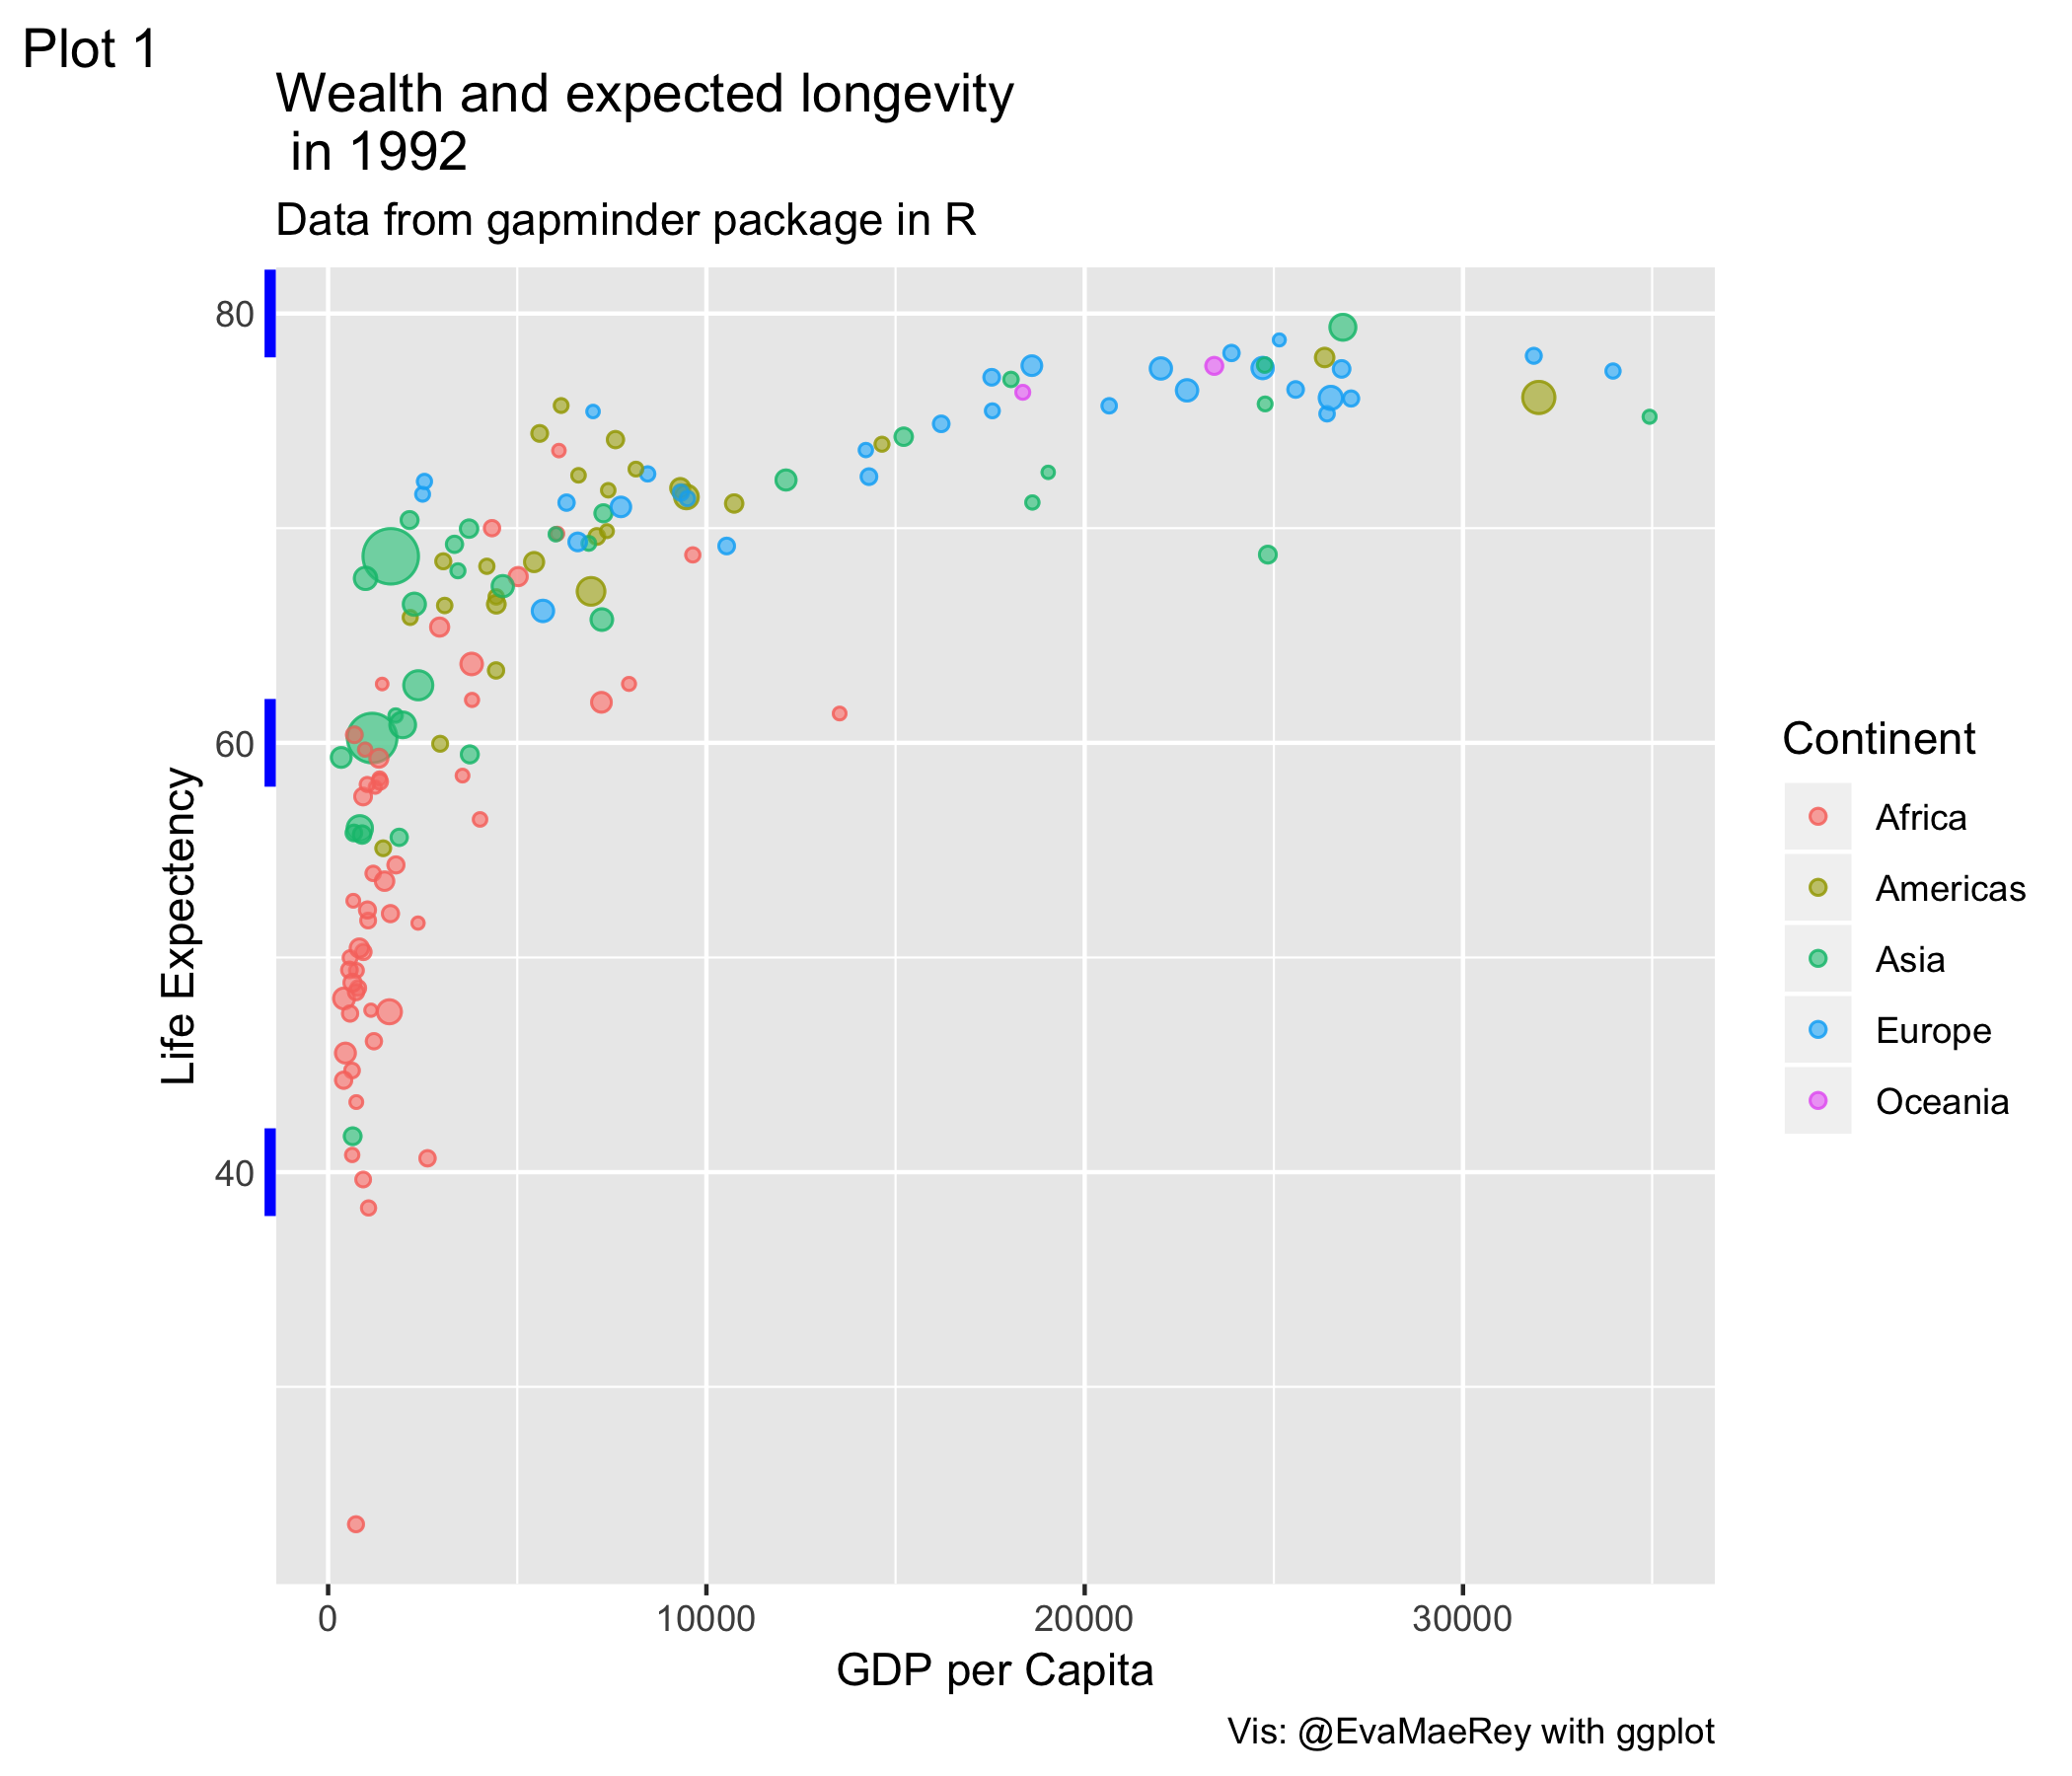 Plot 1
Wealth and expected longevity
in 1992
Data from gapminder package in R
80
60
40
Life Expectency
0 10000 20000 30000
GDP per Capita
Continent
Africa
Americas
Asia
Europe
Oceania
Vis: @EvaMaeRey with ggplot